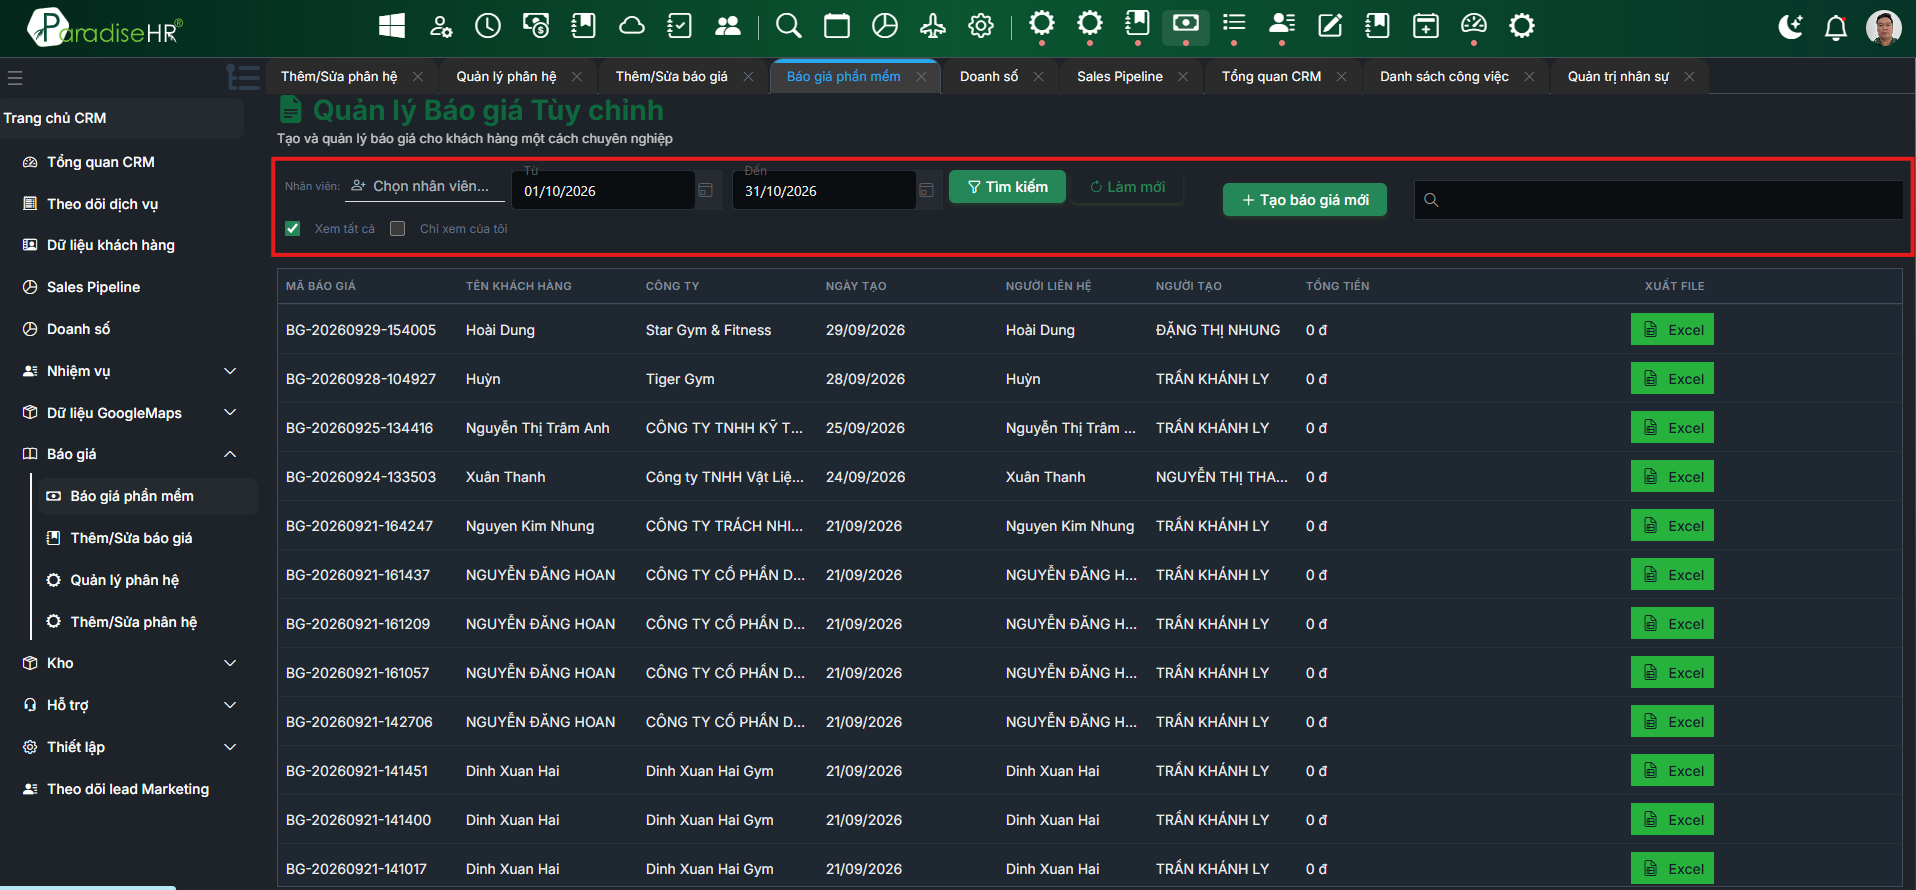 ParadiseHR®
Thêm/Sửa phân hệ
Quản lý phân hệ
Thêm/Sửa báo giá
Báo giá phần mềm
Doanh số
Sales Pipeline
Tổng quan CRM
Danh sách công việc
Quản trị nhân sự
Trang chủ CRM
Tổng quan CRM
Theo dõi dịch vụ
Dữ liệu khách hàng
Sales Pipeline
Doanh số
Nhiệm vụ
Dữ liệu GoogleMaps
Báo giá
Báo giá phần mềm
Thêm/Sửa báo giá
Quản lý phân hệ
Thêm/Sửa phân hệ
Kho
Hỗ trợ
Thiết lập
Theo dõi lead Marketing
Quản lý Báo giá Tùy chỉnh
Tạo và quản lý báo giá cho khách hàng một cách chuyên nghiệp
Nhân viên: Chọn nhân viên... Từ 01/10/2026 Đến 31/10/2026 Tìm kiếm Làm mới + Tạo báo giá mới
Xem tất cả Chỉ xem của tôi
MÃ BÁO GIÁ TÊN KHÁCH HÀNG CÔNG TY NGÀY TẠO NGƯỜI LIÊN HỆ NGƯỜI TẠO TỔNG TIỀN XUẤT FILE
BG-20260929-154005 Hoài Dung Star Gym & Fitness 29/09/2026 Hoài Dung ĐẶNG THỊ NHUNG 0 đ Excel
BG-20260928-104927 Huỳn Tiger Gym 28/09/2026 Huỳn TRẦN KHÁNH LY 0 đ Excel
BG-20260925-134416 Nguyễn Thị Trâm Anh CÔNG TY TNHH KỸ T... 25/09/2026 Nguyễn Thị Trâm ... TRẦN KHÁNH LY 0 đ Excel
BG-20260924-133503 Xuân Thanh Công ty TNHH Vật Liệ... 24/09/2026 Xuân Thanh NGUYỄN THỊ THA... 0 đ Excel
BG-20260921-164247 Nguyen Kim Nhung CÔNG TY TRÁCH NHI... 21/09/2026 Nguyen Kim Nhung TRẦN KHÁNH LY 0 đ Excel
BG-20260921-161437 NGUYỄN ĐĂNG HOAN CÔNG TY CỔ PHẦN D... 21/09/2026 NGUYỄN ĐĂNG H... TRẦN KHÁNH LY 0 đ Excel
BG-20260921-161209 NGUYỄN ĐĂNG HOAN CÔNG TY CỔ PHẦN D... 21/09/2026 NGUYỄN ĐĂNG H... TRẦN KHÁNH LY 0 đ Excel
BG-20260921-161057 NGUYỄN ĐĂNG HOAN CÔNG TY CỔ PHẦN D... 21/09/2026 NGUYỄN ĐĂNG H... TRẦN KHÁNH LY 0 đ Excel
BG-20260921-142706 NGUYỄN ĐĂNG HOAN CÔNG TY CỔ PHẦN D... 21/09/2026 NGUYỄN ĐĂNG H... TRẦN KHÁNH LY 0 đ Excel
BG-20260921-141451 Dinh Xuan Hai Dinh Xuan Hai Gym 21/09/2026 Dinh Xuan Hai TRẦN KHÁNH LY 0 đ Excel
BG-20260921-141400 Dinh Xuan Hai Dinh Xuan Hai Gym 21/09/2026 Dinh Xuan Hai TRẦN KHÁNH LY 0 đ Excel
BG-20260921-141017 Dinh Xuan Hai Dinh Xuan Hai Gym 21/09/2026 Dinh Xuan Hai TRẦN KHÁNH LY 0 đ Excel